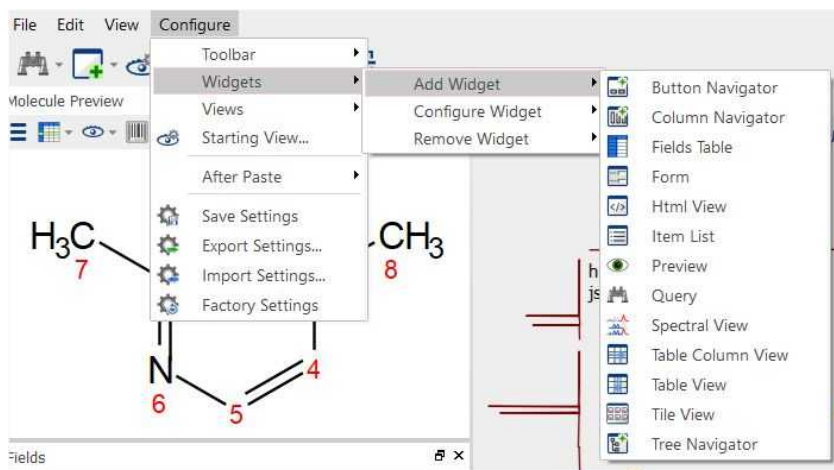 File Edit View Configure
Toolbar
Widgets
Views
Starting View...
After Paste
Save Settings
Export Settings...
Import Settings...
Factory Settings
Add Widget
Configure Widget
Remove Widget
Button Navigator
Column Navigator
Fields Table
Form
Html View
Item List
Preview
Query
Spectral View
Table Column View
Table View
Tile View
Tree Navigator
Molecule Preview
H3C
7
CH3
8
N
6
5
4
h
js
Fields